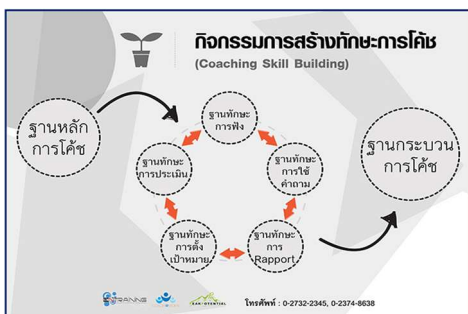 กิจกรรมการสร้างทักษะการโค้ช
(Coaching Skill Building)
ฐานหลัก
การโค้ช
ฐานทักษะ
การฟัง
ฐานทักษะ
การใช้
คำถาม
ฐานทักษะ
การ
Rapport
ฐานทักษะ
การตั้ง
เป้าหมาย
ฐานทักษะ
การประเมิน
ฐานกระบวน
การโค้ช
โทรศัพท์ : 0-2732-2345, 0-2374-8638